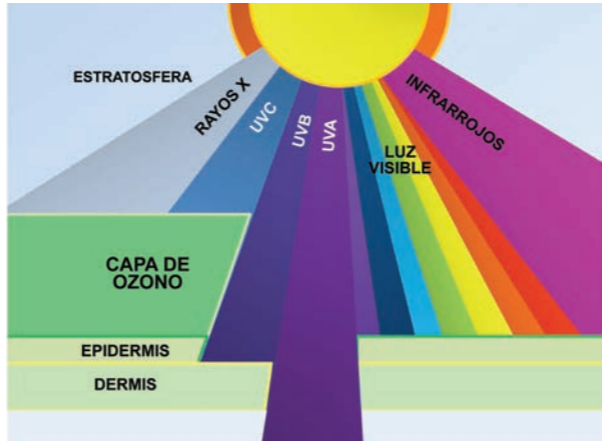 ESTRATOSFERA
RAYOS X
UVC
UVB
UVA
LUZ
VISIBLE
INFRARROJOS
CAPA DE
OZONO
EPIDERMIS
DERMIS